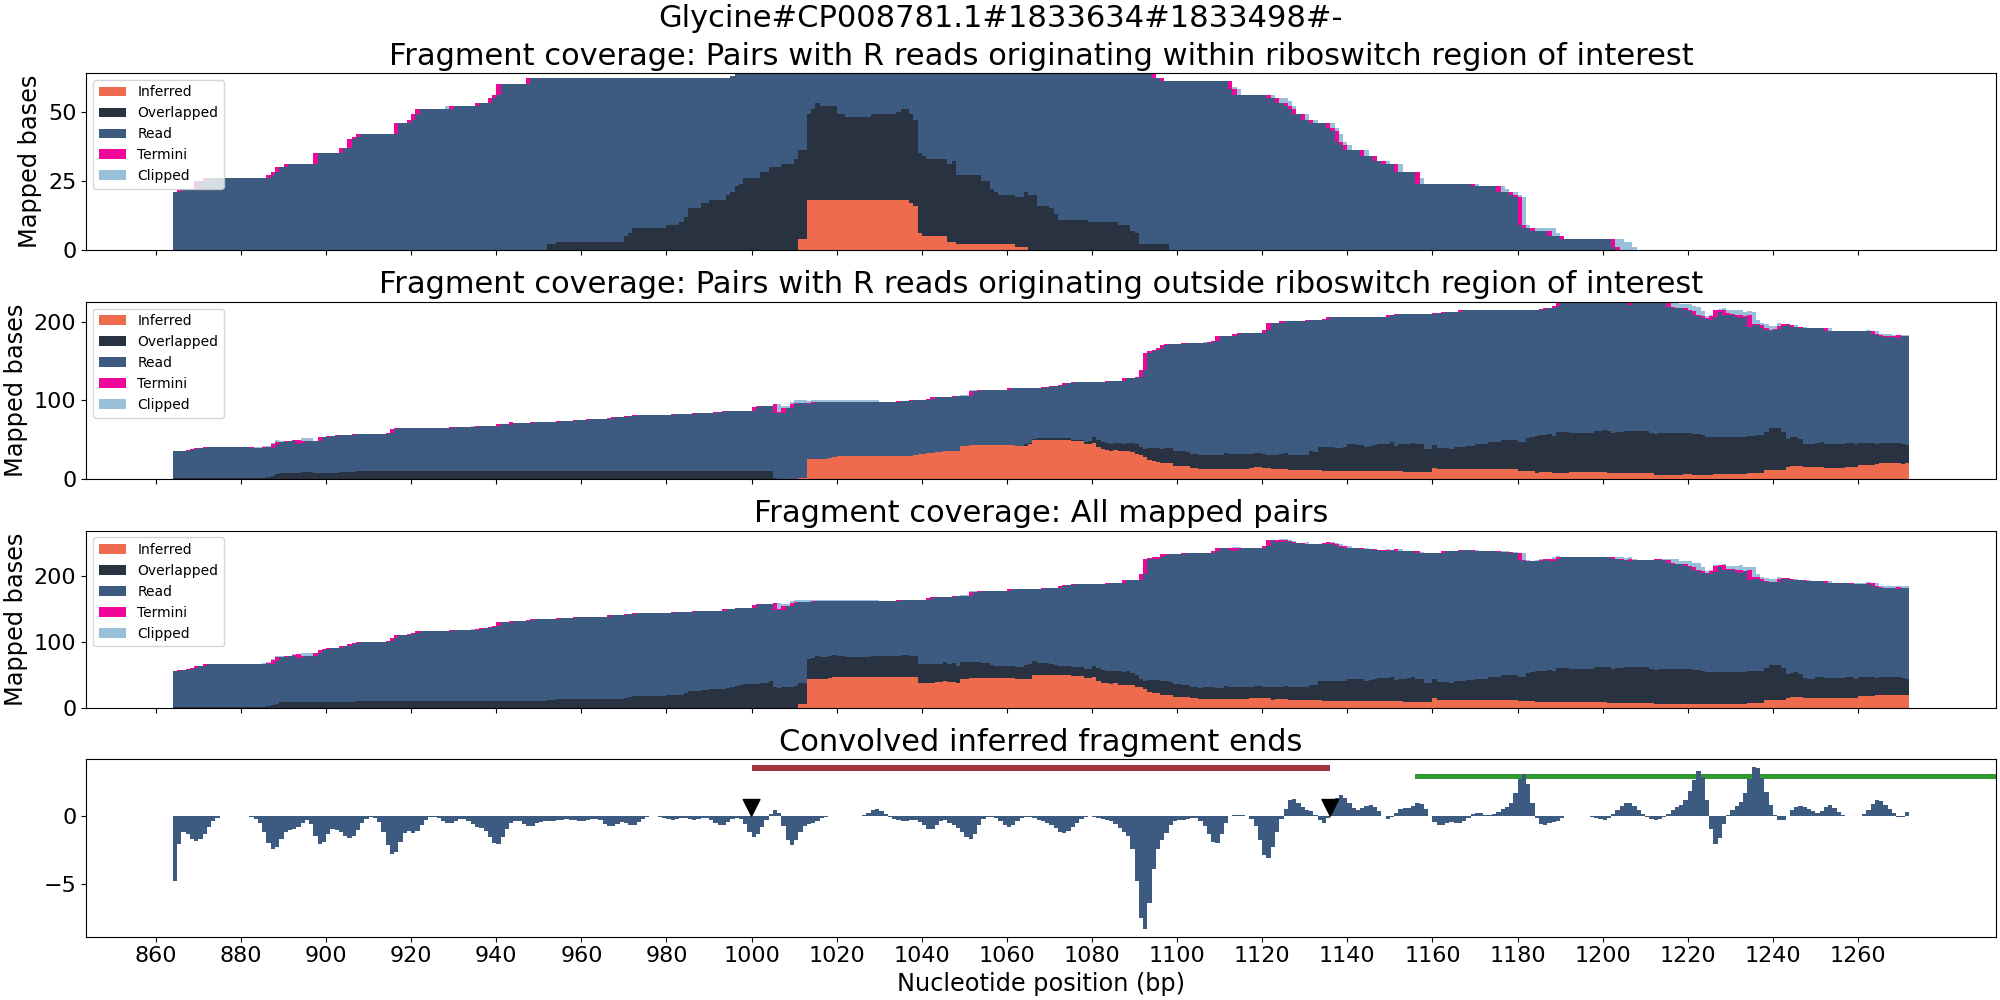 Glycine#CP008781.1#1833634#1833498#-
Fragment coverage: Pairs with R reads originating within riboswitch region of interest
Mapped bases
50
25
0
Inferred
Overlapped
Read
Termini
Clipped
Fragment coverage: Pairs with R reads originating outside riboswitch region of interest
Mapped bases
200
100
0
Inferred
Overlapped
Read
Termini
Clipped
Fragment coverage: All mapped pairs
Mapped bases
200
100
0
Inferred
Overlapped
Read
Termini
Clipped
Convolved inferred fragment ends
0
−5
860 880 900 920 940 960 980 1000 1020 1040 1060 1080 1100 1120 1140 1160 1180 1200 1220 1240 1260
Nucleotide position (bp)